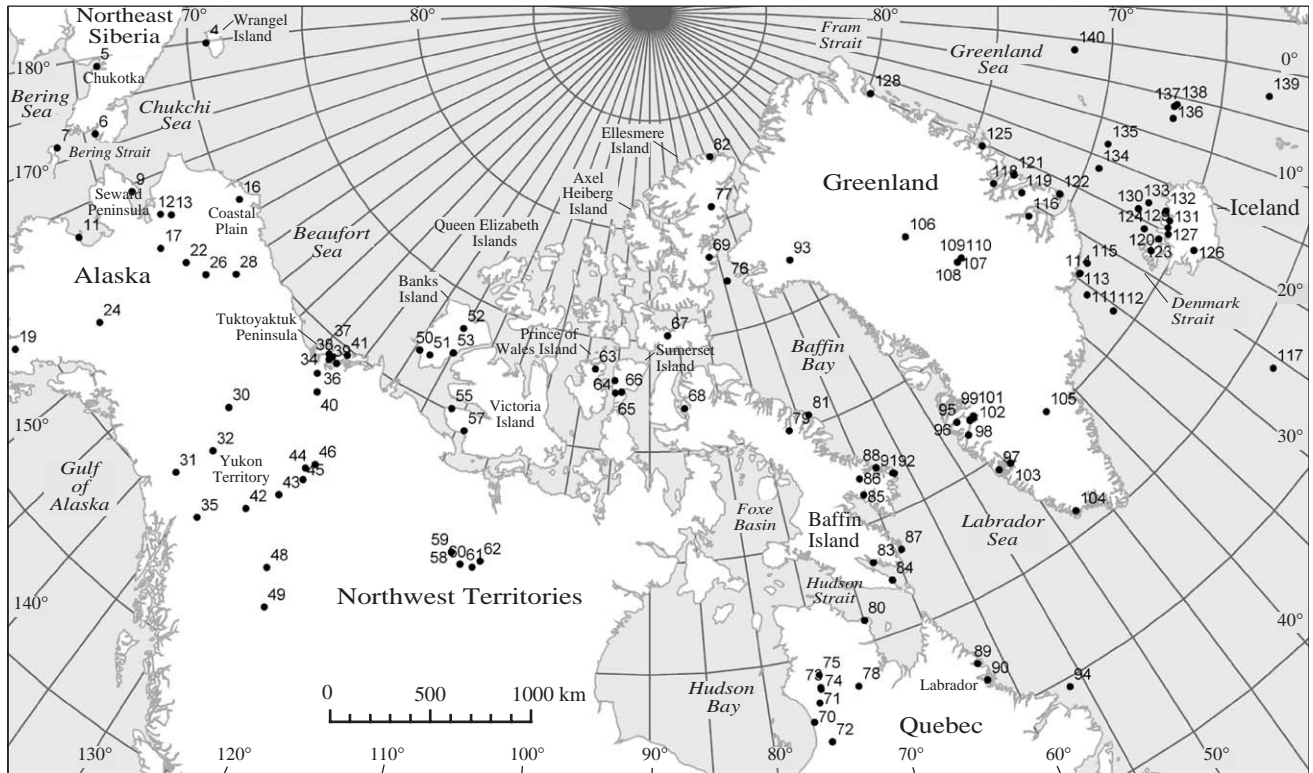 Northeast
Siberia
70°
4
Wrangel
Island
80°
Fram
Strait
Greenland
Sea
70°
140
0°
5
Chukotka
180°
Bering
Sea
Chukchi
Sea
128
137 138
136
139
6
7
Bering Strait
Ellesmere
Island
82
125
135
134
10°
170°
9
Seward
Peninsula
12 13
16
Coastal
Plain
Axel
Heiberg
Island
77
Greenland
118
121
119
122
116
130
133
132
Iceland
11
17
22
26
28
Beaufort
Sea
Queen Elizabeth
Islands
69
76
93
106
109 110
107
108
131
127
126
120
115
114
113
111 112
Denmark
Strait
20°
Alaska
Banks
Island
24
Tuktoyaktuk
Peninsula
37
38
39
41
34
36
40
50
51
52
53
Prince of
Wales Island
63
64
66
65
67
Somerset
Island
68
Baffin
Bay
19
117
30
55
57
Victoria
Island
79
81
95
96
99 101
102
98
105
150°
32
31
Yukon
Territory
44
46
45
43
42
35
88
86
85
97
103
104
30°
Gulf
of
Alaska
Foxe
Basin
Baffin
Island
Labrador
Sea
87
83
84
48
59
58
61
62
Hudson
Strait
49
Northwest Territories
80
140°
40°
0
500
1000 km
Hudson
Bay
75
74
71
70
72
78
89
90
Labrador
94
Quebec
130°
120°
110°
90°
80°
70°
60°
50°